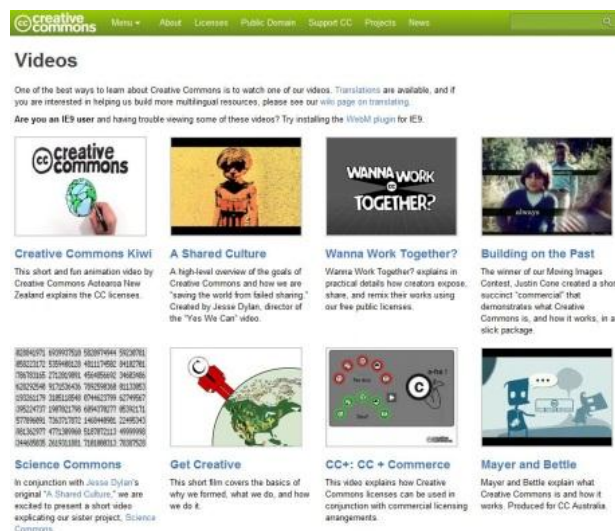 creative commons Menu About Licenses Public Domain Support CC Projects News
Videos
One of the best ways to learn about Creative Commons is to watch one of our videos. Translations are available, and if
you are interested in helping us build more multilingual resources, please see our wiki page on translating.
Are you an IE9 user and having trouble viewing some of these videos? Try installing the WebM plugin for IE9.
cc creative commons
WANNA WORK
cc
TOGETHER?
always
Creative Commons Kiwi
This short and fun animation video by
Creative Commons Aotearoa New
Zealand explains the CC licenses.
A Shared Culture
A high-level overview of the goals of
Creative Commons and how we are
"saving the world from failed sharing."
Created by Jesse Dylan, director of
the "Yes We Can" video.
Wanna Work Together?
Wanna Work Together? explains in
practical details how creators expose,
share, and remix their works using
our free public licenses.
Building on the Past
The winner of our Moving Images
Contest, Justin Cone created a short
succinct "commercial" that
demonstrates what Creative
Commons is, and how it works, in a
slick package.
Science Commons
In conjunction with Jesse Dylan's
original "A Shared Culture," we are
excited to present a short video
explicating our sister project, Science
Commons.
Get Creative
This short film covers the basics of
why we formed, what we do, and how
we do it.
CC+: CC + Commerce
This video explains how Creative
Commons licenses can be used in
conjunction with commercial licensing
arrangements.
Mayer and Bettle
Mayer and Bettle explain what
Creative Commons is and how it
works. Produced for CC Australia.